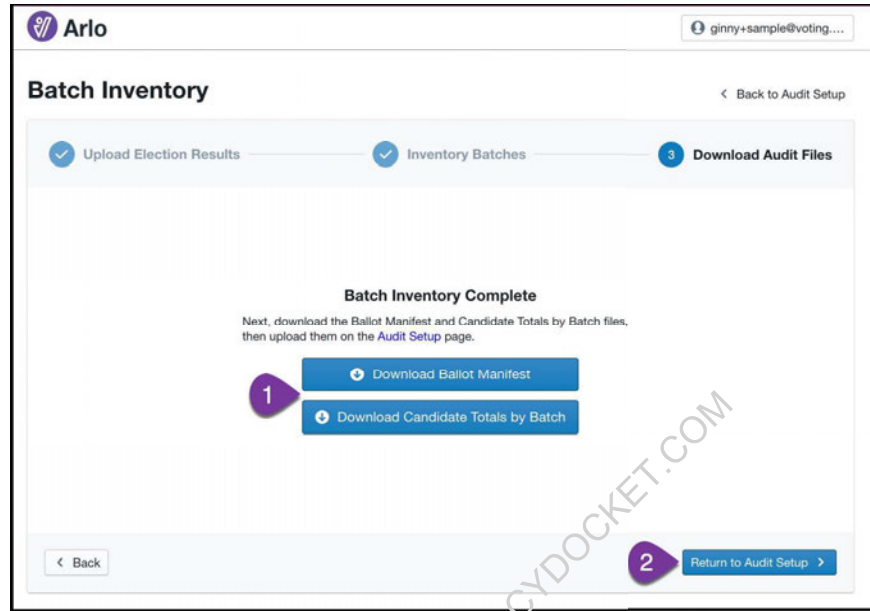 Arlo
ginny+sample@voting....
Batch Inventory
Back to Audit Setup
Upload Election Results
Inventory Batches
3 Download Audit Files
Batch Inventory Complete
Next, download the Ballot Manifest and Candidate Totals by Batch files,
then upload them on the Audit Setup page.
Download Ballot Manifest
1
Download Candidate Totals by Batch
CYDOCKET.COM
Back
2
Return to Audit Setup